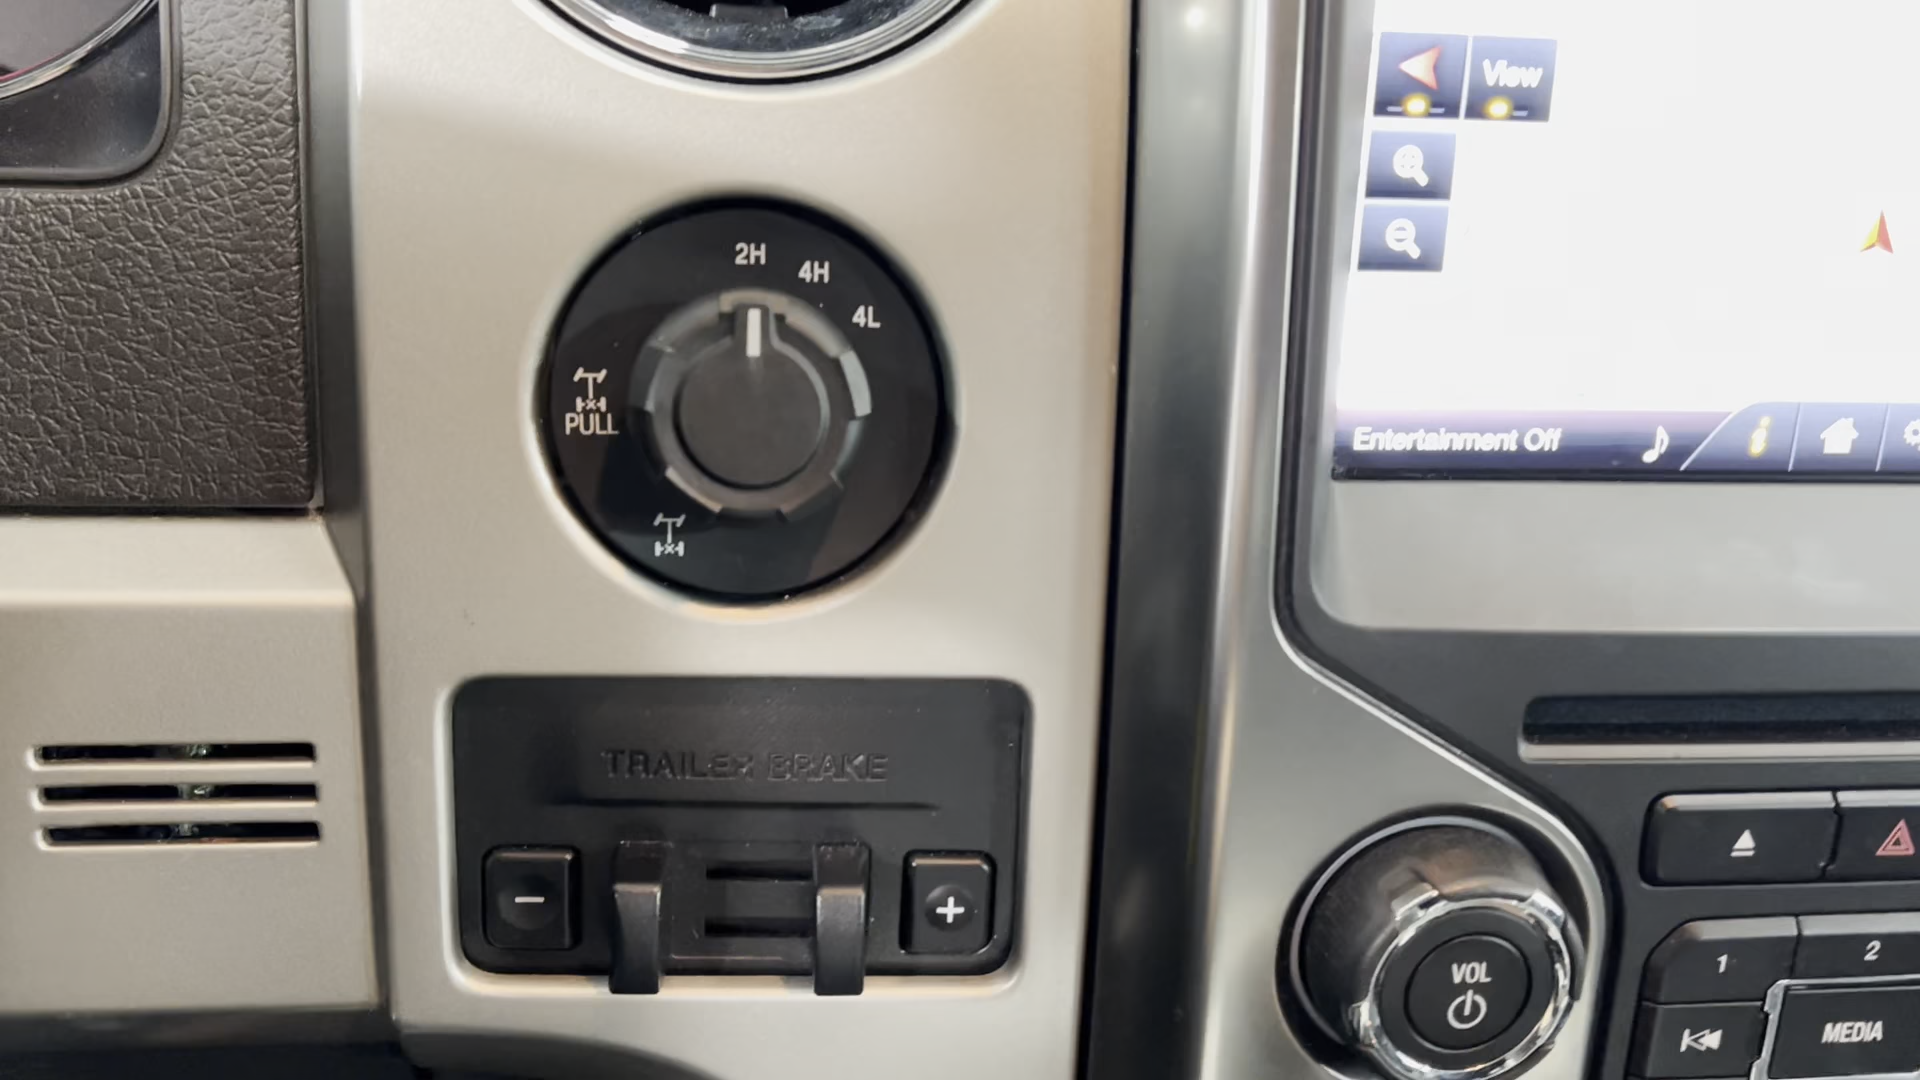 View
2H
4H
4L
PULL
Entertainment Off
i
TRAILER BRAKE
1
2
VOL
MEDIA